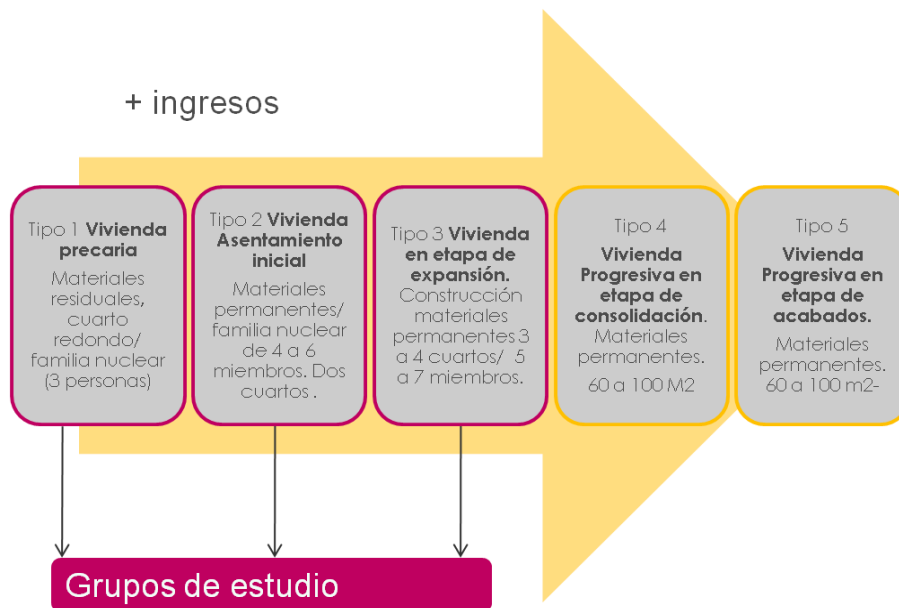 + ingresos
Tipo 1 Vivienda
precaria
Materiales
residuales,
cuarto
redondo/
familia nuclear
(3 personas)
Tipo 2 Vivienda
Asentamiento
inicial
Materiales
permanentes/
familia nuclear
de 4 a 6
miembros. Dos
cuartos .
Tipo 3 Vivienda
en etapa de
expansión.
Construcción
materiales
permanentes 3
a 4 cuartos/ 5
a 7 miembros.
Tipo 4
Vivienda
Progresiva en
etapa de
consolidación.
Materiales
permanentes.
60 a 100 M2
Tipo 5
Vivienda
Progresiva en
etapa de
acabados.
Materiales
permanentes.
60 a 100 m2-
Grupos de estudio